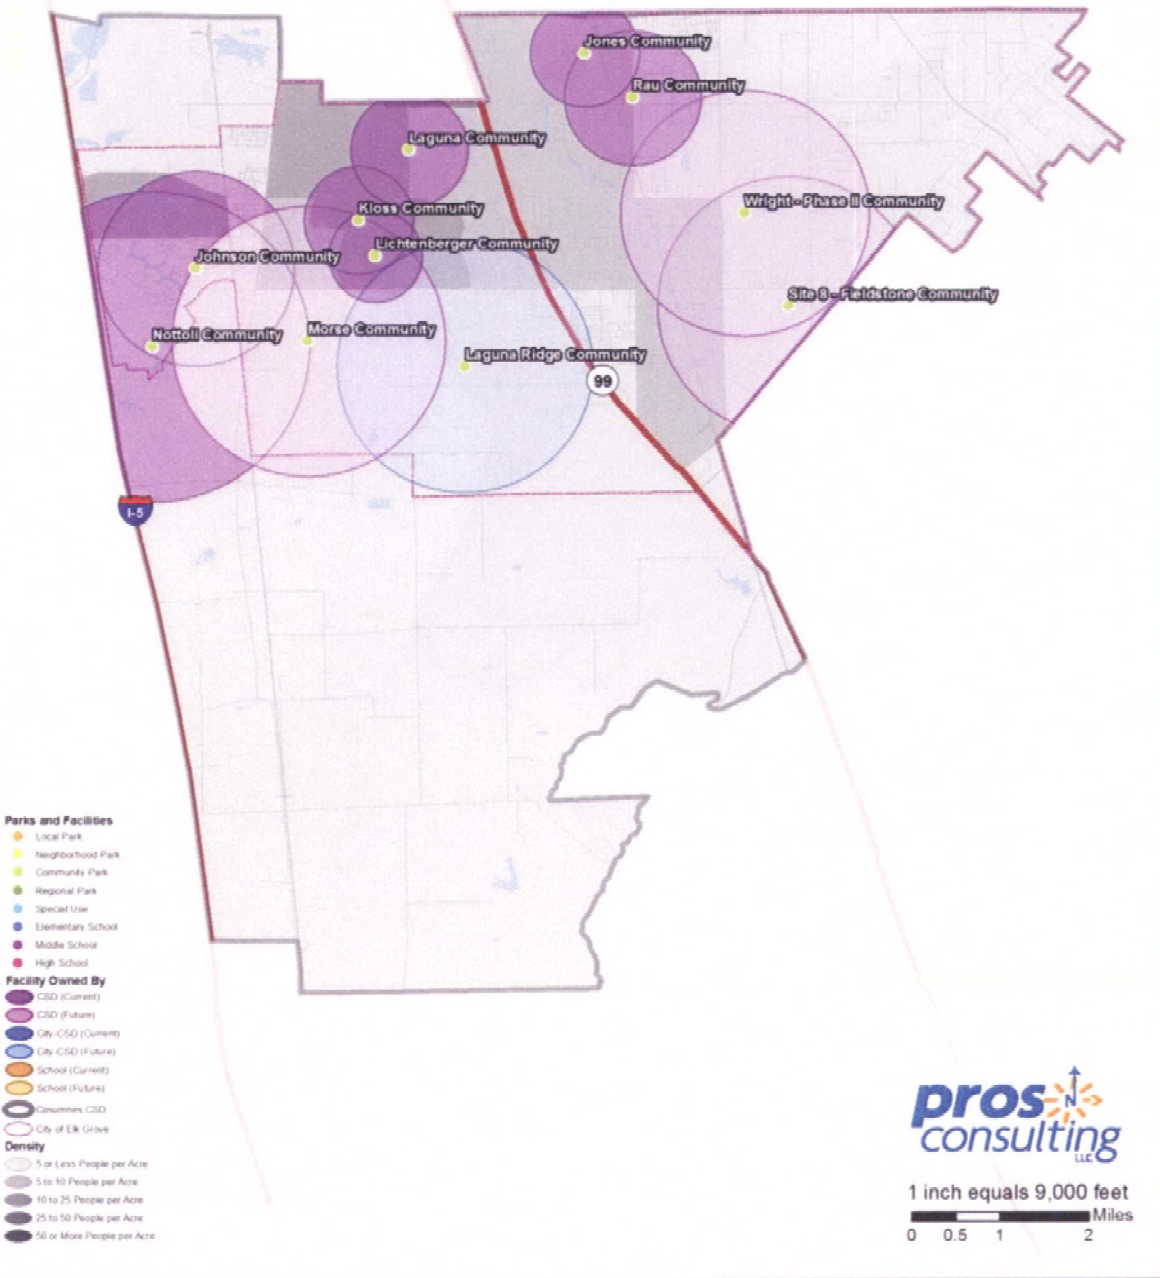 Jones Community
Rau Community
Laguna Community
Kloss Community
Wright - Phase II Community
Lichtenberger Community
Johnson Community
Site 8 - Fieldstone Community
Nottoli Community
Morse Community
Laguna Ridge Community
99
I-5
Parks and Facilities
Local Park
Neighborhood Park
Community Park
Regional Park
Special Use
Elementary School
Middle School
High School
Facility Owned By
CSD (Current)
CSD (Future)
City-CSD (Current)
City-CSD (Future)
School (Current)
School (Future)
Cosumnes CSD
City of Elk Grove
Density
5 or Less People per Acre
5 to 10 People per Acre
10 to 25 People per Acre
25 to 50 People per Acre
50 or More People per Acre
pros
N
consulting
LLC
1 inch equals 9,000 feet
Miles
0 0.5 1 2